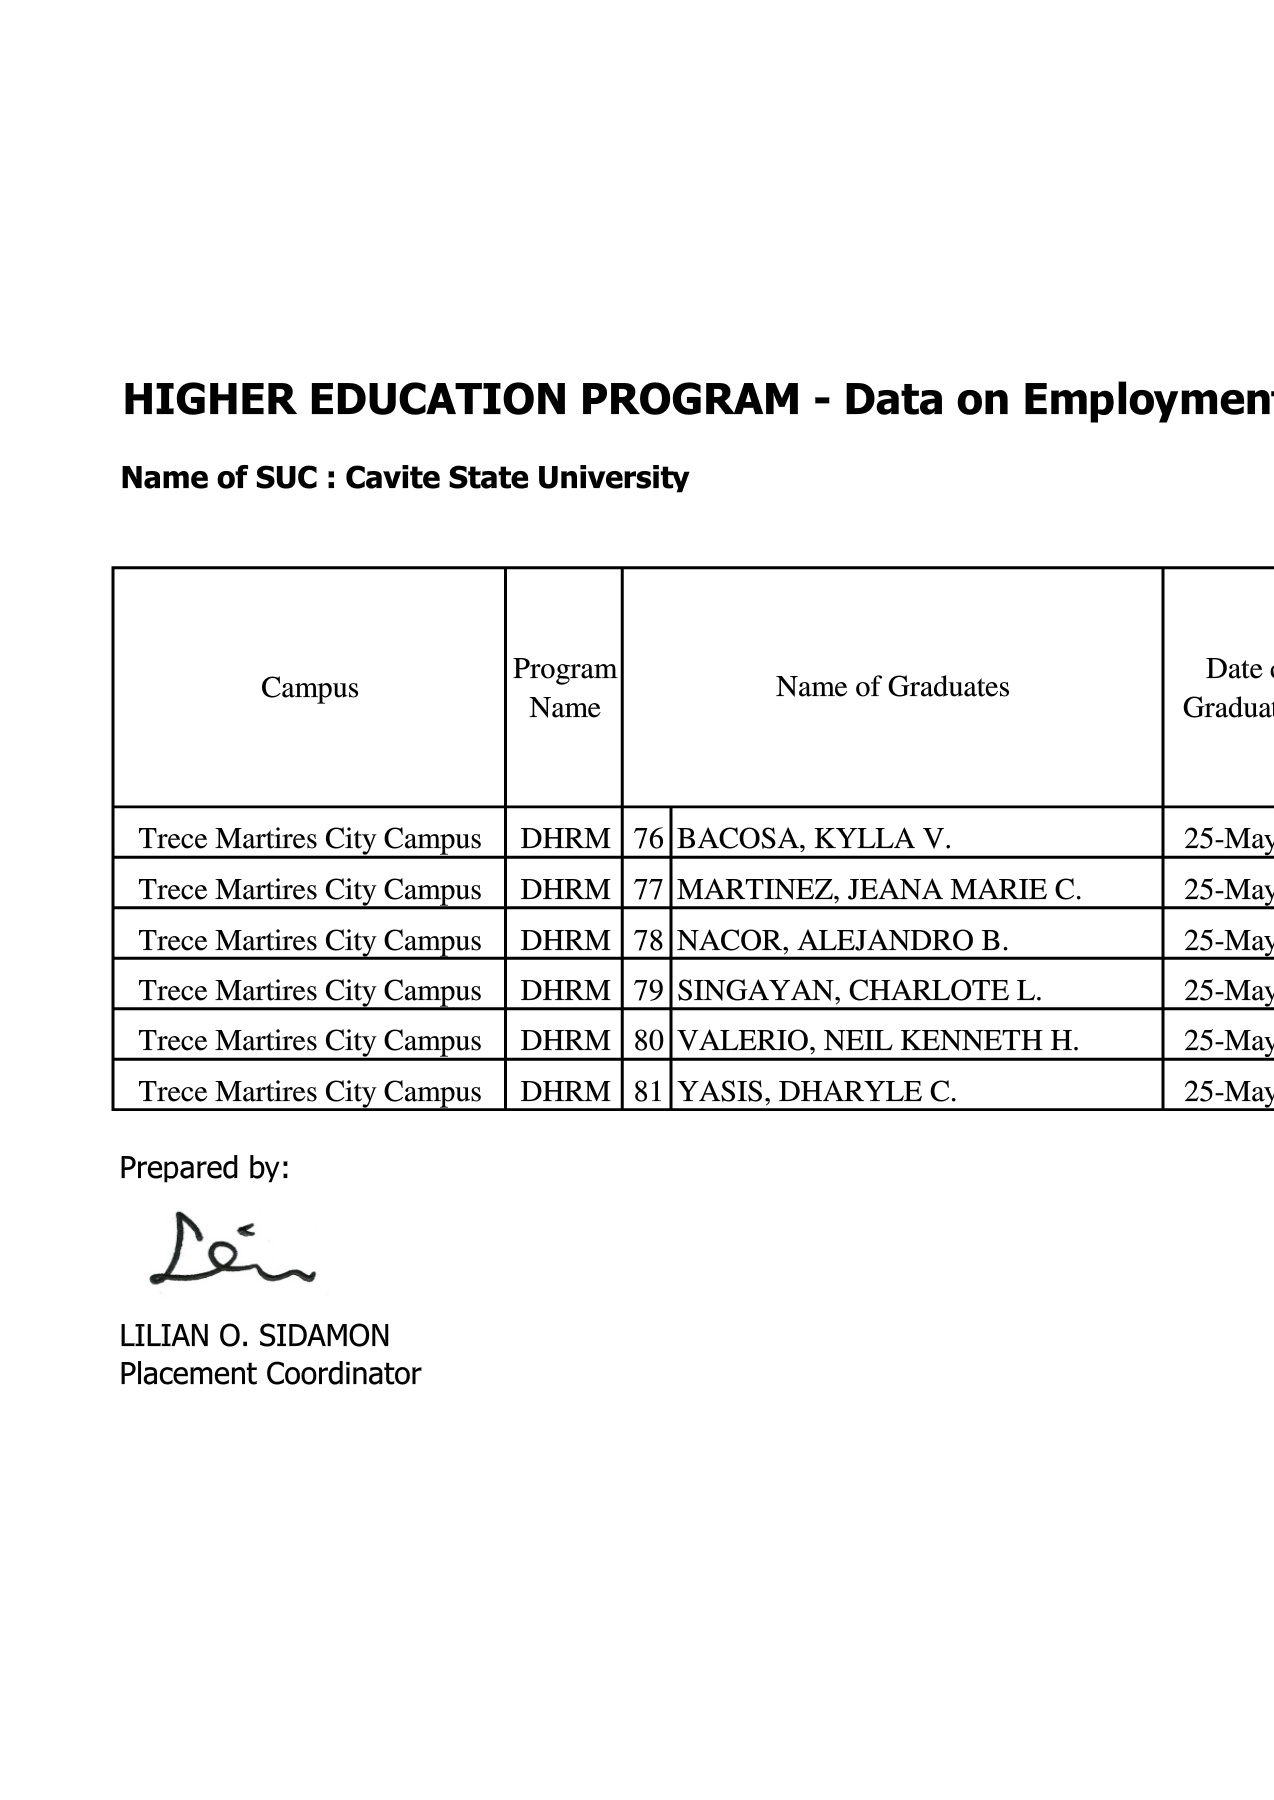 HIGHER EDUCATION PROGRAM - Data on Employment
Name of SUC : Cavite State University
Campus Program Name Name of Graduates Date Graduat
Trece Martires City Campus DHRM 76 BACOSA, KYLLA V. 25-May
Trece Martires City Campus DHRM 77 MARTINEZ, JEANA MARIE C. 25-May
Trece Martires City Campus DHRM 78 NACOR, ALEJANDRO B. 25-May
Trece Martires City Campus DHRM 79 SINGAYAN, CHARLOTE L. 25-May
Trece Martires City Campus DHRM 80 VALERIO, NEIL KENNETH H. 25-May
Trece Martires City Campus DHRM 81 YASIS, DHARYLE C. 25-May
Prepared by:
LILIAN O. SIDAMON
Placement Coordinator